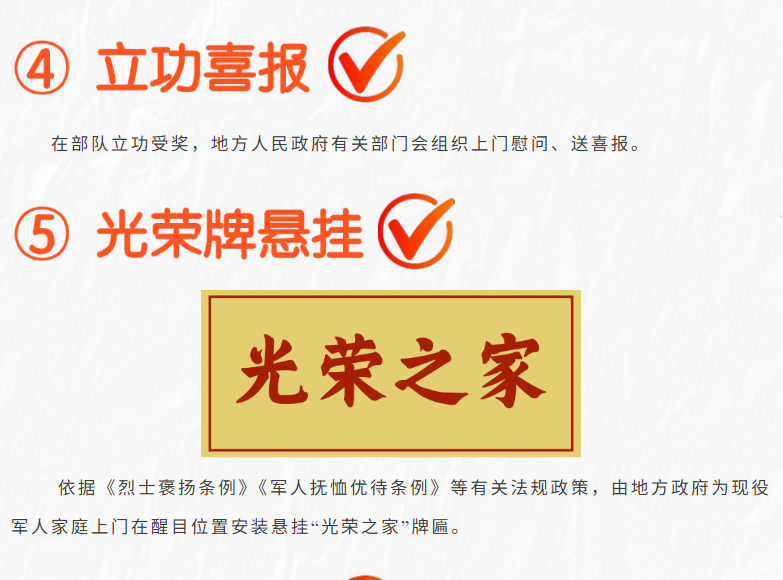 ④ 立功喜报
在部队立功受奖，地方人民政府有关部门会组织上门慰问、送喜报。
⑤ 光荣牌悬挂
光荣之家
依据《烈士褒扬条例》《军人抚恤优待条例》等有关法规政策，由地方政府为现役
军人家庭上门在醒目位置安装悬挂“光荣之家”牌匾。